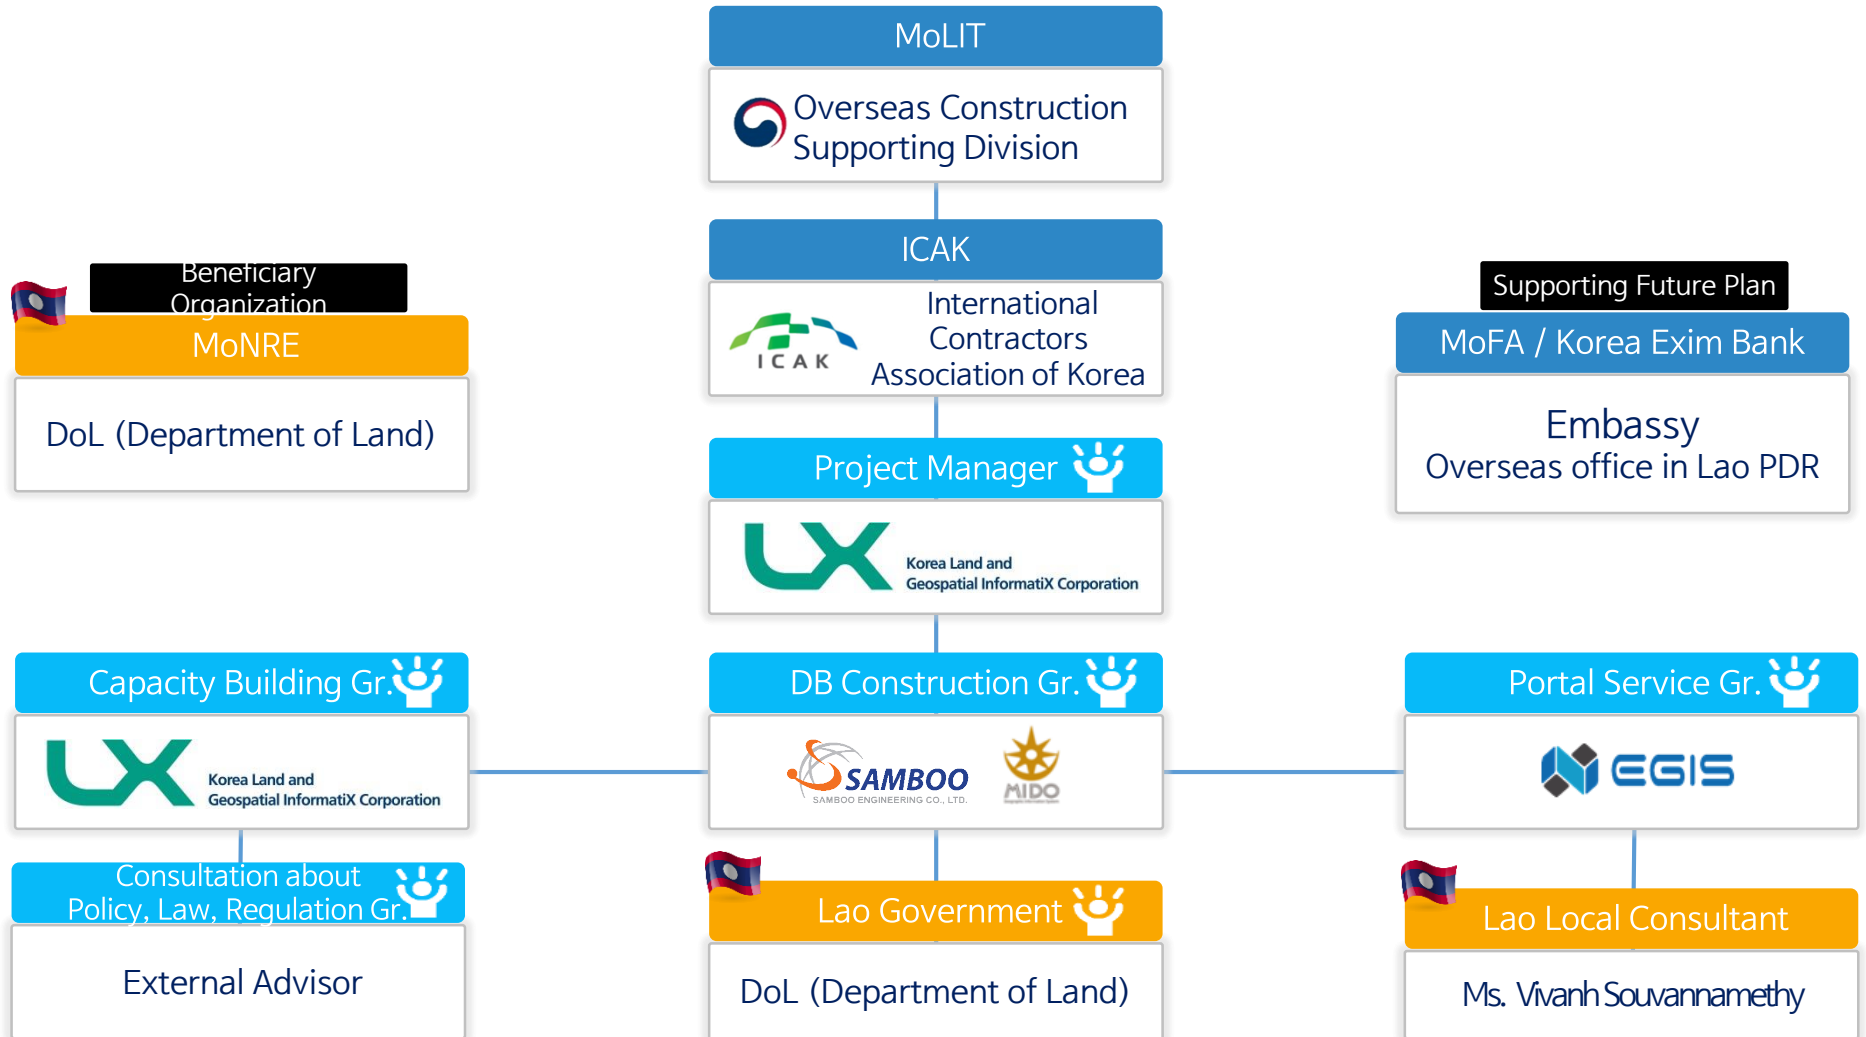 MoLIT
Overseas Construction
Supporting Division
ICAK
ICAK
International
Contractors
Association of Korea
Beneficiary
Organization
MoNRE
DoL (Department of Land)
Supporting Future Plan
MoFA / Korea Exim Bank
Embassy
Overseas office in Lao PDR
Project Manager
LX
Korea Land and
Geospatial InformatiX Corporation
Capacity Building Gr.
LX
Korea Land and
Geospatial InformatiX Corporation
DB Construction Gr.
SAMBOO
SAMBOO ENGINEERING CO., LTD.
MIDO
Portal Service Gr.
EGIS
Consultation about
Policy, Law, Regulation Gr.
External Advisor
Lao Government
DoL (Department of Land)
Lao Local Consultant
Ms. Vivanh Souvannamethy